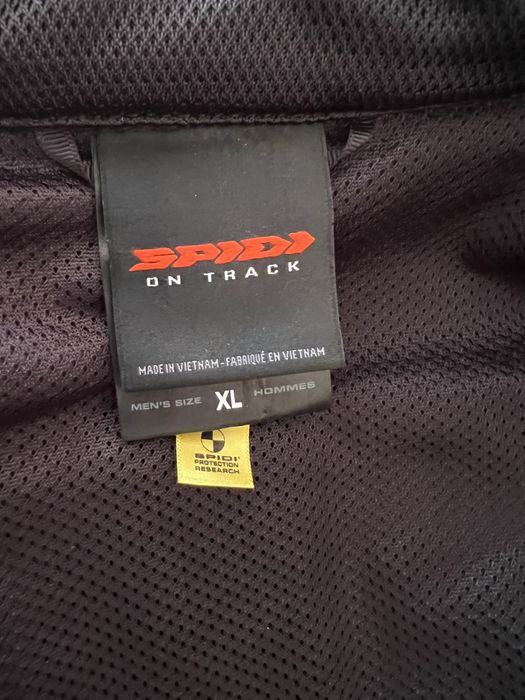 SPIDI
ON TRACK
MADE IN VIETNAM - FABRIQUÉ EN VIETNAM
MEN'S SIZE XL HOMMES
SPIDI
PROTECTION
RESEARCH